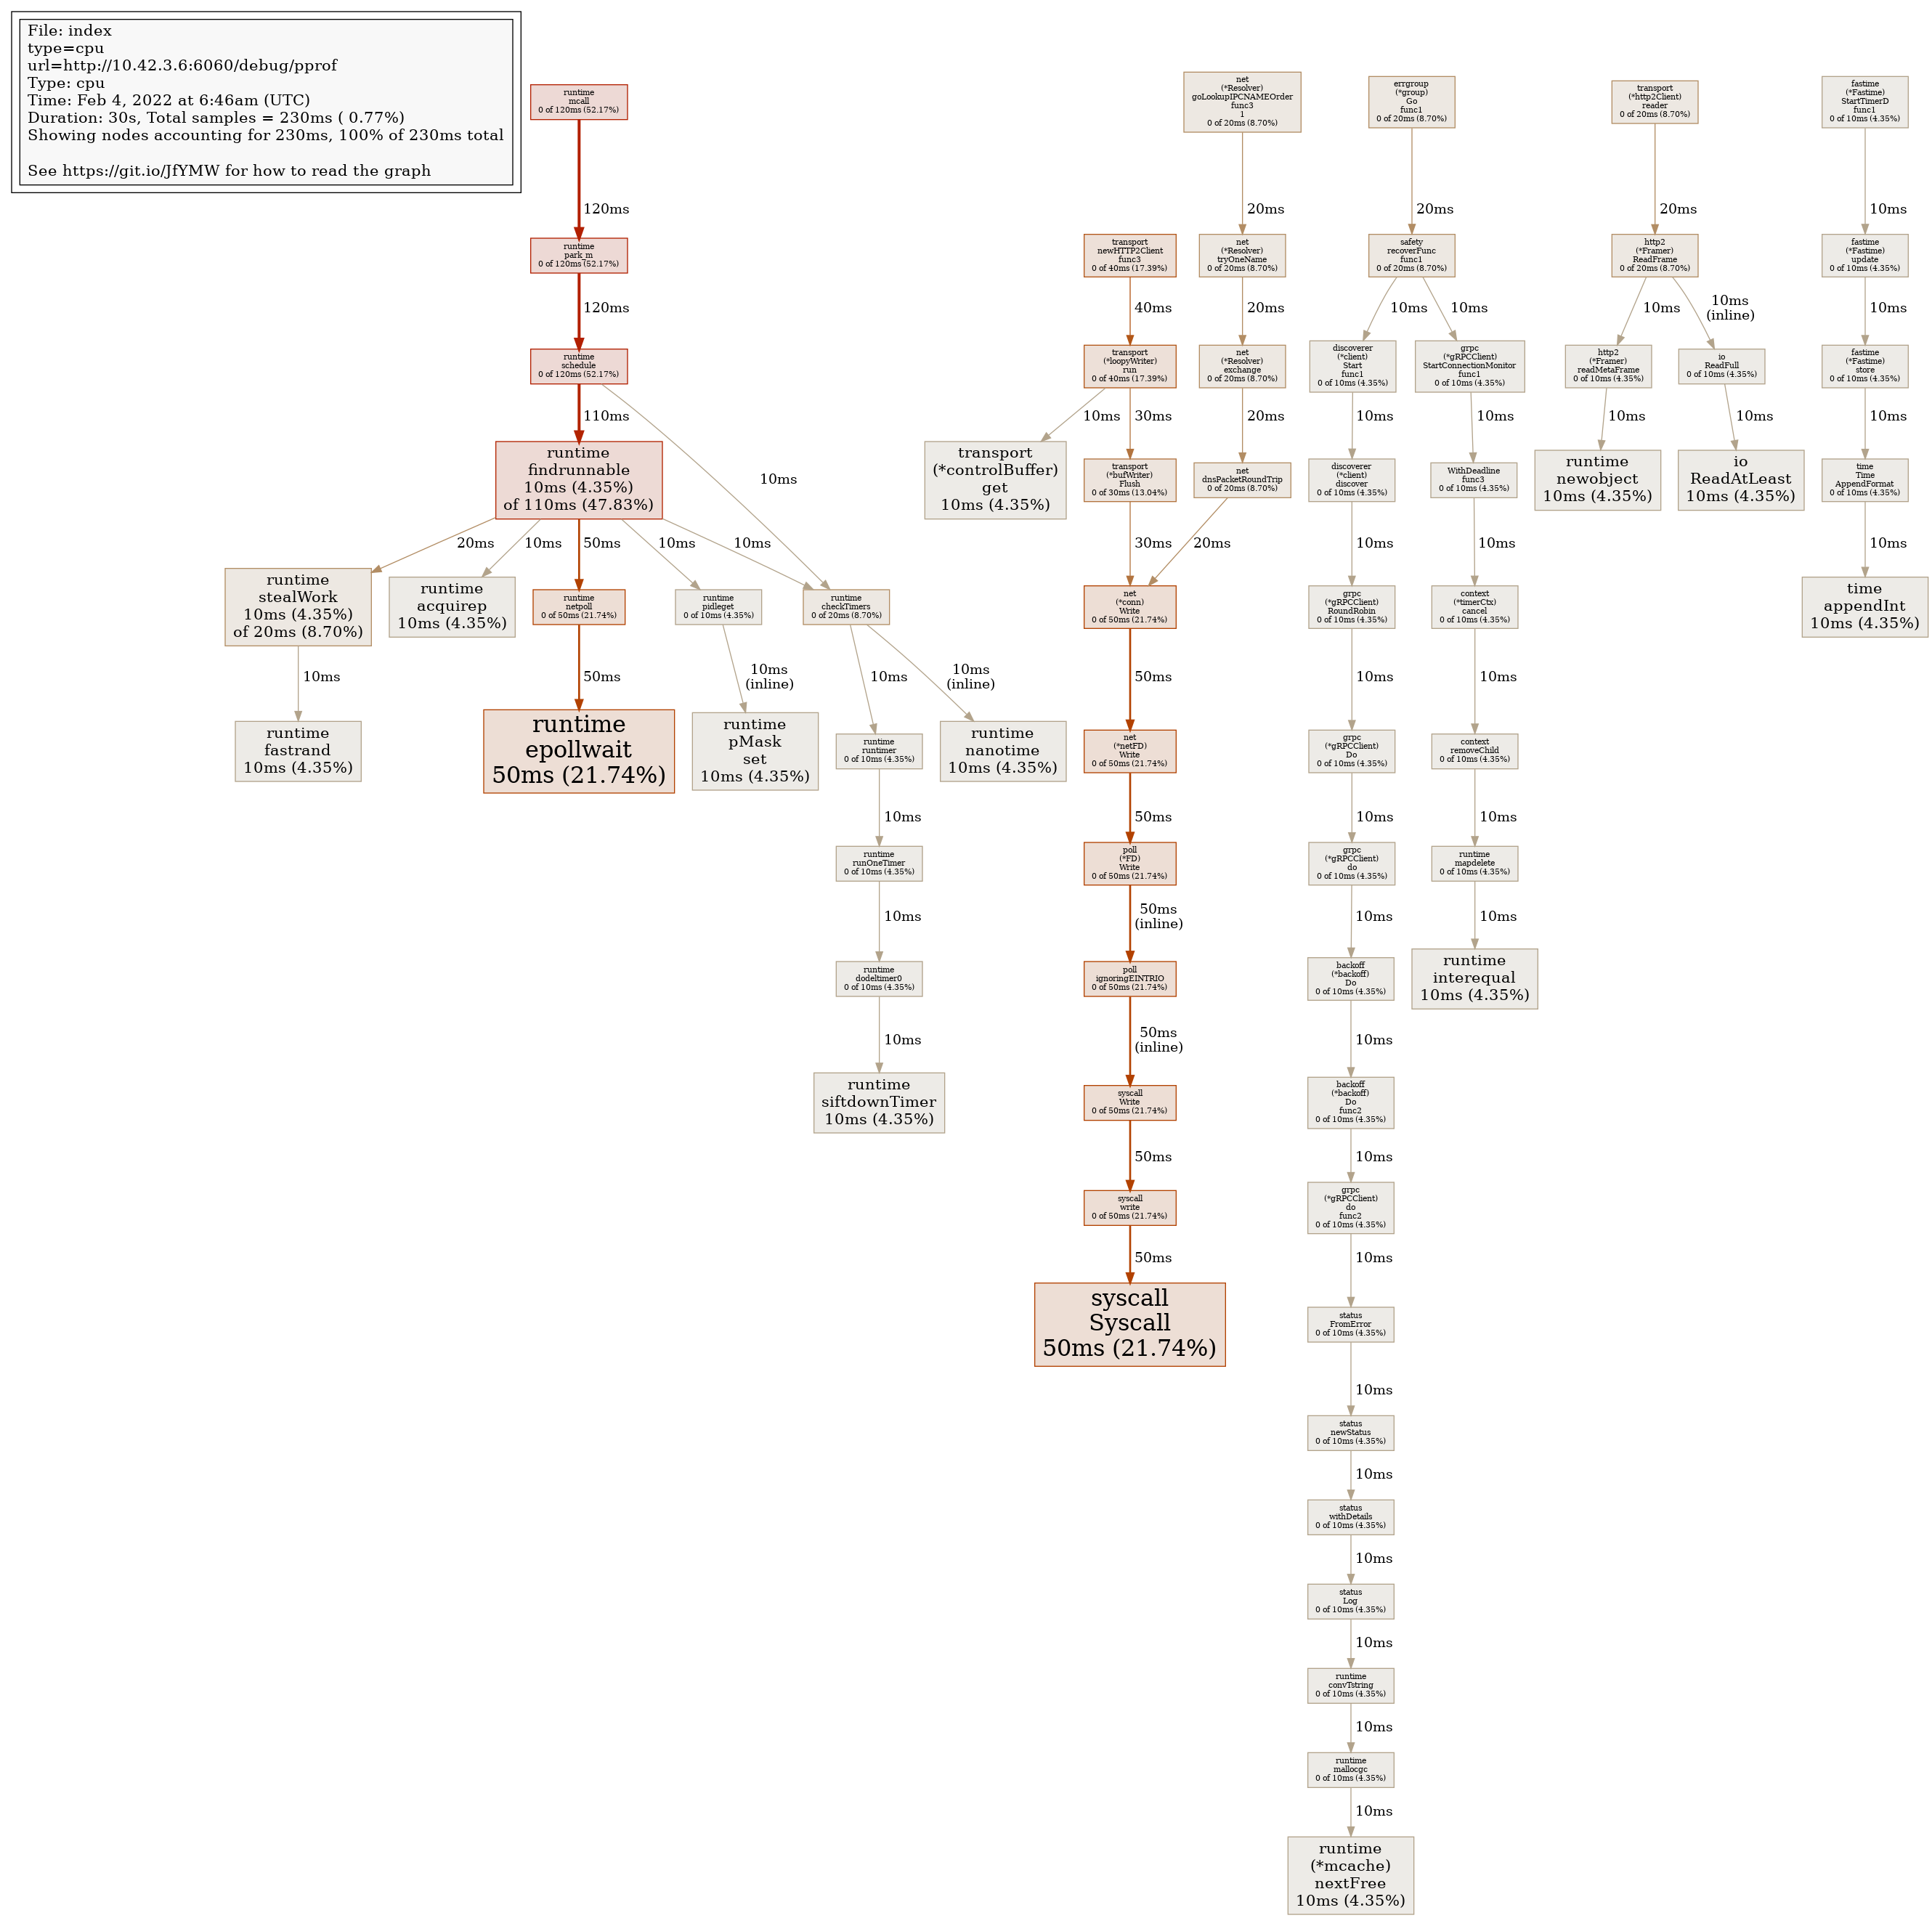 File: index
type=cpu
url=http://10.42.3.6:6060/debug/pprof
Type: cpu
Time: Feb 4, 2022 at 6:46am (UTC)
Duration: 30s, Total samples = 230ms ( 0.77%)
Showing nodes accounting for 230ms, 100% of 230ms total
See https://git.io/JfYMW for how to read the graph
runtime
mcall
0 of 120ms (52.17%)
120ms
runtime
park_m
0 of 120ms (52.17%)
120ms
runtime
schedule
0 of 120ms (52.17%)
110ms
10ms
runtime
findrunnable
10ms (4.35%)
of 110ms (47.83%)
20ms
10ms
50ms
10ms
10ms
runtime
stealWork
10ms (4.35%)
of 20ms (8.70%)
10ms
runtime
fastrand
10ms (4.35%)
runtime
acquirep
10ms (4.35%)
runtime
netpoll
0 of 50ms (21.74%)
50ms
runtime
epollwait
50ms (21.74%)
runtime
pidleget
0 of 10ms (4.35%)
10ms
(inline)
runtime
pMask
set
10ms (4.35%)
runtime
checkTimers
0 of 20ms (8.70%)
10ms
10ms
(inline)
runtime
runtimer
0 of 10ms (4.35%)
10ms
runtime
runOneTimer
0 of 10ms (4.35%)
10ms
runtime
dodeltimer0
0 of 10ms (4.35%)
10ms
runtime
siftdownTimer
10ms (4.35%)
runtime
nanotime
10ms (4.35%)
transport
newHTTP2Client
func3
0 of 40ms (17.39%)
40ms
transport
(*loopyWriter)
run
0 of 40ms (17.39%)
10ms
30ms
transport
(*controlBuffer)
get
10ms (4.35%)
transport
(*bufWriter)
Flush
0 of 30ms (13.04%)
30ms
net
(*Resolver)
goLookupIPCNAMEOrder
func3
1
0 of 20ms (8.70%)
20ms
net
(*Resolver)
tryOneName
0 of 20ms (8.70%)
20ms
net
(*Resolver)
exchange
0 of 20ms (8.70%)
20ms
net
dnsPacketRoundTrip
0 of 20ms (8.70%)
20ms
net
(*conn)
Write
0 of 50ms (21.74%)
50ms
net
(*netFD)
Write
0 of 50ms (21.74%)
50ms
poll
(*FD)
Write
0 of 50ms (21.74%)
50ms
(inline)
poll
ignoringEINTRIO
0 of 50ms (21.74%)
50ms
(inline)
syscall
Write
0 of 50ms (21.74%)
50ms
syscall
write
0 of 50ms (21.74%)
50ms
syscall
Syscall
50ms (21.74%)
errgroup
(*group)
Go
func1
0 of 20ms (8.70%)
20ms
safety
recoverFunc
func1
0 of 20ms (8.70%)
10ms
10ms
discoverer
(*client)
Start
func1
0 of 10ms (4.35%)
10ms
discoverer
(*client)
discover
0 of 10ms (4.35%)
10ms
grpc
(*gRPCClient)
RoundRobin
0 of 10ms (4.35%)
10ms
grpc
(*gRPCClient)
Do
0 of 10ms (4.35%)
10ms
grpc
(*gRPCClient)
do
0 of 10ms (4.35%)
10ms
backoff
(*backoff)
Do
0 of 10ms (4.35%)
10ms
backoff
(*backoff)
Do
func2
0 of 10ms (4.35%)
10ms
grpc
(*gRPCClient)
do
func2
0 of 10ms (4.35%)
10ms
status
FromError
0 of 10ms (4.35%)
10ms
status
newStatus
0 of 10ms (4.35%)
10ms
status
withDetails
0 of 10ms (4.35%)
10ms
status
Log
0 of 10ms (4.35%)
10ms
runtime
convTstring
0 of 10ms (4.35%)
10ms
runtime
mallocgc
0 of 10ms (4.35%)
10ms
runtime
(*mcache)
nextFree
10ms (4.35%)
grpc
(*gRPCClient)
StartConnectionMonitor
func1
0 of 10ms (4.35%)
10ms
WithDeadline
func3
0 of 10ms (4.35%)
10ms
context
(*timerCtx)
cancel
0 of 10ms (4.35%)
10ms
context
removeChild
0 of 10ms (4.35%)
10ms
runtime
mapdelete
0 of 10ms (4.35%)
10ms
runtime
interequal
10ms (4.35%)
transport
(*http2Client)
reader
0 of 20ms (8.70%)
20ms
http2
(*Framer)
ReadFrame
0 of 20ms (8.70%)
10ms
10ms
(inline)
http2
(*Framer)
readMetaFrame
0 of 10ms (4.35%)
10ms
runtime
newobject
10ms (4.35%)
io
ReadFull
0 of 10ms (4.35%)
10ms
io
ReadAtLeast
10ms (4.35%)
fastime
(*Fastime)
StartTimerD
func1
0 of 10ms (4.35%)
10ms
fastime
(*Fastime)
update
0 of 10ms (4.35%)
10ms
fastime
(*Fastime)
store
0 of 10ms (4.35%)
10ms
time
Time
AppendFormat
0 of 10ms (4.35%)
10ms
time
appendInt
10ms (4.35%)